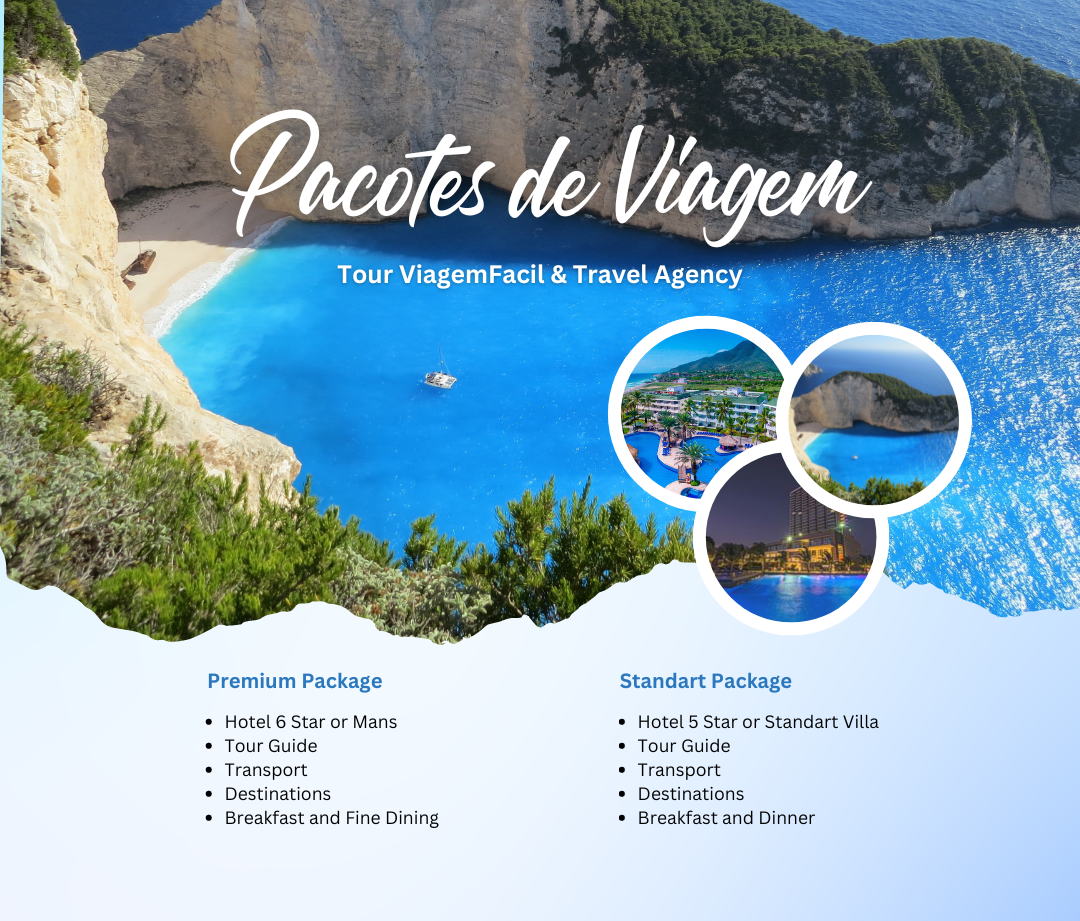 Pacotes de Viagem
Tour ViagemFacil & Travel Agency
Premium Package
Hotel 6 Star or Mans
Tour Guide
Transport
Destinations
Breakfast and Fine Dining
Standart Package
Hotel 5 Star or Standart Villa
Tour Guide
Transport
Destinations
Breakfast and Dinner